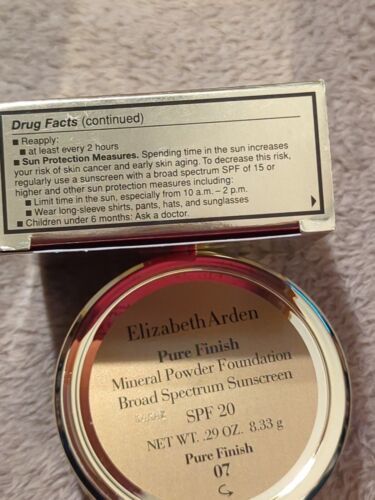 Drug Facts (continued)
■ Reapply:
■ at least every 2 hours
■ Sun Protection Measures. Spending time in the sun increases
your risk of skin cancer and early skin aging. To decrease this risk,
regularly use a sunscreen with a broad spectrum SPF of 15 or
higher and other sun protection measures including:
■ Limit time in the sun, especially from 10 a.m. – 2 p.m.
■ Wear long-sleeve shirts, pants, hats, and sunglasses
■ Children under 6 months: Ask a doctor.
Elizabeth Arden
Pure Finish
Mineral Powder Foundation
Broad Spectrum Sunscreen
SPF 20
NET WT. .29 OZ. 8.33 g
Pure Finish
07